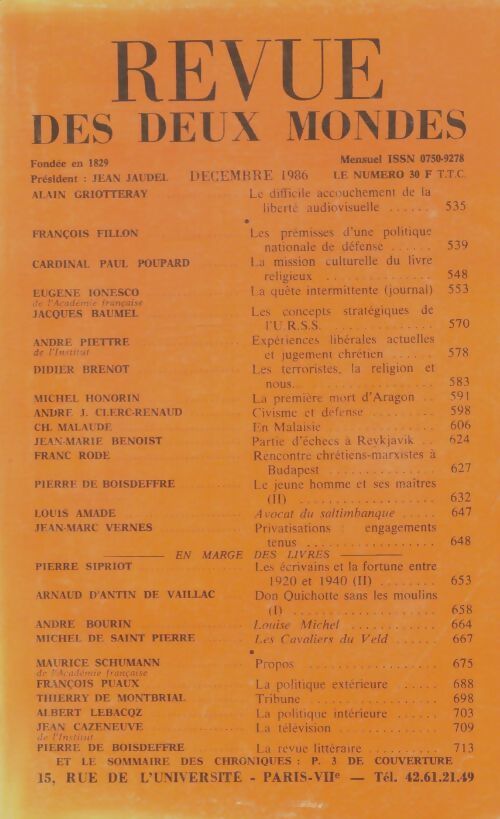 REVUE
DES DEUX MONDES
Fondée en 1829 Mensuel ISSN 0750-9278
Président : JEAN JAUDEL DECEMBRE 1986 LE NUMERO 30 F T.T.C.
ALAIN GRIOTTERAY Le difficile accouchement de la
liberté audiovisuelle ...... 535
FRANÇOIS FILLON Les prémisses d'une politique
nationale de défense ...... 539
CARDINAL PAUL POUPARD La mission culturelle du livre
religieux ............... 548
EUGENE IONESCO La quête intermittente (journal) 553
de l'Académie française
JACQUES BAUMEL Les concepts stratégiques de
l'U.R.S.S. ............... 570
ANDRE PIETTRE Expériences libérales actuelles
de l'Institut et jugement chrétien ...... 578
DIDIER BRENOT Les terroristes, la religion et
nous. ............... 583
MICHEL HONORIN La première mort d'Aragon .. 591
ANDRE J. CLERC-RENAUD Civisme et défense ......... 598
CH. MALAUDE En Malaisie ............... 606
JEAN-MARIE BENOIST Partie d'échecs à Reykjavik .. 624
FRANC RODE Rencontre chrétiens-marxistes à
Budapest ............... 627
PIERRE DE BOISDEFFRE Le jeune homme et ses maîtres
(II) ............... 632
LOUIS AMADE Avocat du saltimbanque ..... 647
JEAN-MARC VERNES Privatisations : engagements
tenus ............... 648
EN MARGE DES LIVRES
PIERRE SIPRIOT Les écrivains et la fortune entre
1920 et 1940 (II) ........ 653
ARNAUD D'ANTIN DE VAILLAC Don Quichotte sans les moulins
(I) ............... 658
ANDRE BOURIN Louise Michel ............ 664
MICHEL DE SAINT PIERRE Les Cavaliers du Veld ...... 667
MAURICE SCHUMANN Propos ............... 675
de l'Académie française
FRANÇOIS PUAUX La politique extérieure ...... 688
THIERRY DE MONTBRIAL Tribune ............... 698
ALBERT LEBACQZ La politique intérieure ...... 703
JEAN CAZENEUVE La télévision ............ 709
de l'Institut
PIERRE DE BOISDEFFRE La revue littéraire ......... 713
ET LE SOMMAIRE DES CHRONIQUES : P. 3 DE COUVERTURE
15, RUE DE L'UNIVERSITÉ - PARIS-VIIe — Tél. 42.61.21.49